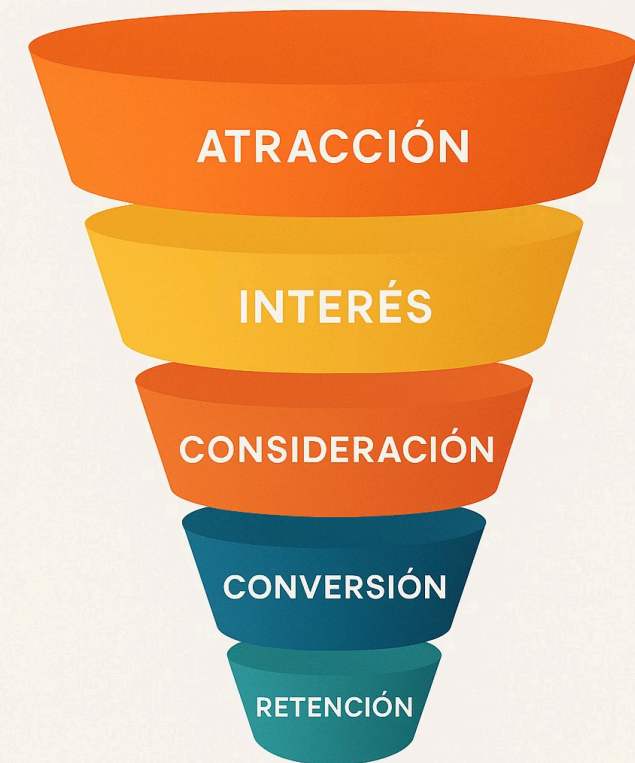 ATRACCIÓN
INTERÉS
CONSIDERACIÓN
CONVERSIÓN
RETENCIÓN